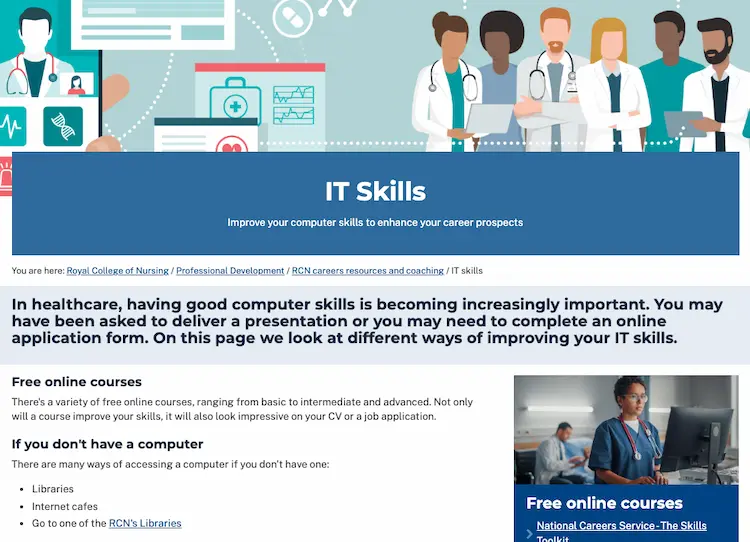 IT Skills
Improve your computer skills to enhance your career prospects
You are here: Royal College of Nursing / Professional Development / RCN careers resources and coaching / IT skills
In healthcare, having good computer skills is becoming increasingly important. You may
have been asked to deliver a presentation or you may need to complete an online
application form. On this page we look at different ways of improving your IT skills.
Free online courses
There's a variety of free online courses, ranging from basic to intermediate and advanced. Not only
will a course improve your skills, it will also look impressive on your CV or a job application.
If you don't have a computer
There are many ways of accessing a computer if you don't have one:
• Libraries
• Internet cafes
• Go to one of the RCN's Libraries
Free online courses
National Careers Service - The Skills
Toolkit